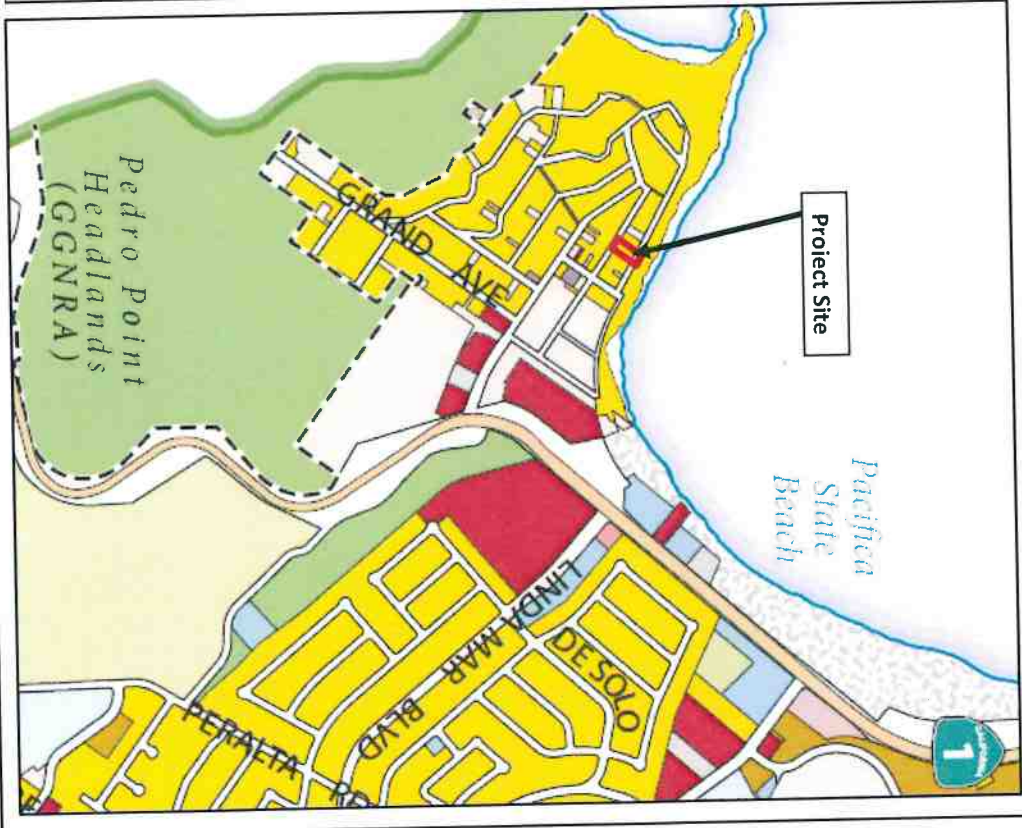 Project Site
Pacifica
State
Beach
Pedro Point
Headlands
(GGNRA)
GRAND AVE
LINDA MAR
BLVD
DE SOLO
PERALTA
1